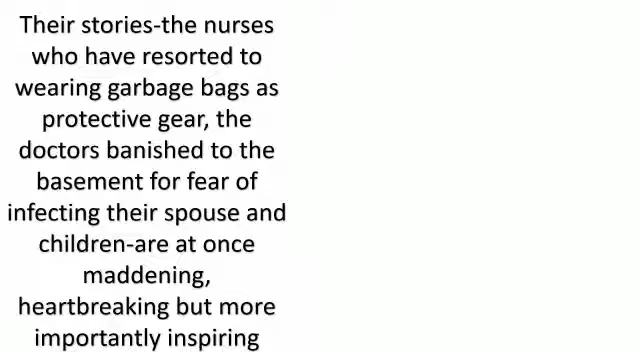 Their stories-the nurses
who have resorted to
wearing garbage bags as
protective gear, the
doctors banished to the
basement for fear of
infecting their spouse and
children-are at once
maddening,
heartbreaking but more
importantly inspiring